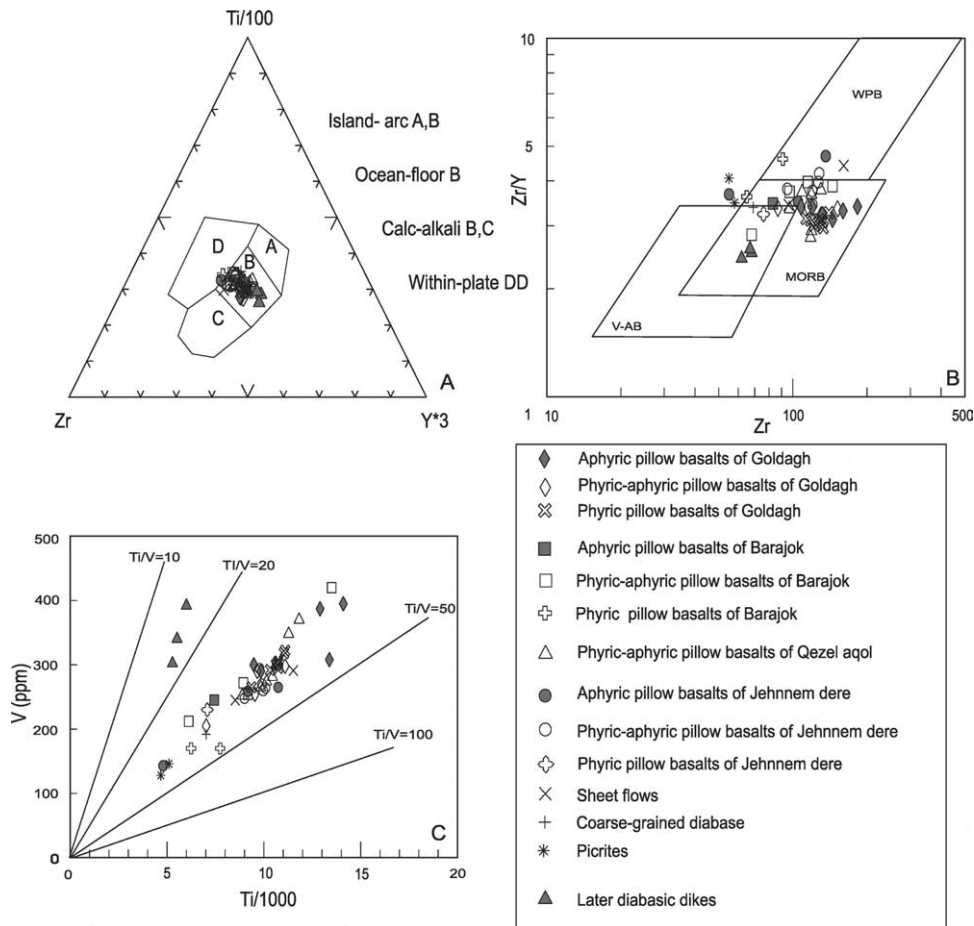 Ti/100
Island- arc A,B
Ocean-floor B
Calc-alkali B,C
Within-plate DD
D
A
B
C
A
Zr
Y*3
10
5
Zr/Y
WPB
MORB
V-AB
B
1
10
100
500
Zr
500
400
300
200
100
0
V (ppm)
Ti/V=10
TI/V=20
Ti/V=50
Ti/V=100
C
0
5
10
15
20
Ti/1000
Aphyric pillow basalts of Goldagh
Phyric-aphyric pillow basalts of Goldagh
Phyric pillow basalts of Goldagh
Aphyric pillow basalts of Barajok
Phyric-aphyric pillow basalts of Barajok
Phyric pillow basalts of Barajok
Phyric-aphyric pillow basalts of Qezel aqol
Aphyric pillow basalts of Jehnnem dere
Phyric-aphyric pillow basalts of Jehnnem dere
Phyric pillow basalts of Jehnnem dere
Sheet flows
Coarse-grained diabase
Picrites
Later diabasic dikes